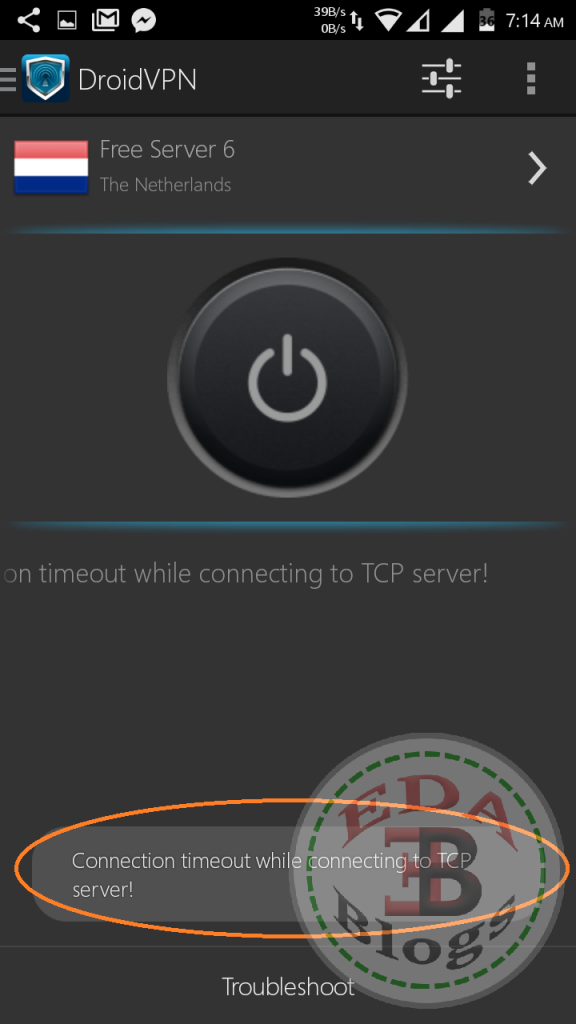 39B/s
0B/s
36
7:14 AM
DroidVPN
Free Server 6
The Netherlands
on timeout while connecting to TCP server!
Connection timeout while connecting to TCP
server!
EDA
EB
Blogs
Troubleshoot